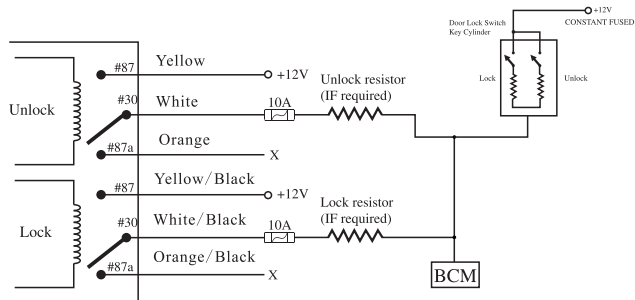 +12V
Door Lock Switch
CONSTANT FUSED
Key Cylinder
Lock
Unlock
#87
Yellow
+12V
Unlock resistor
(IF required)
#30
White
10A
Unlock
Orange
#87a
X
Yellow/Black
#87
+12V
Lock resistor
(IF required)
#30
White/Black
10A
Lock
Orange/Black
#87a
X
BCM